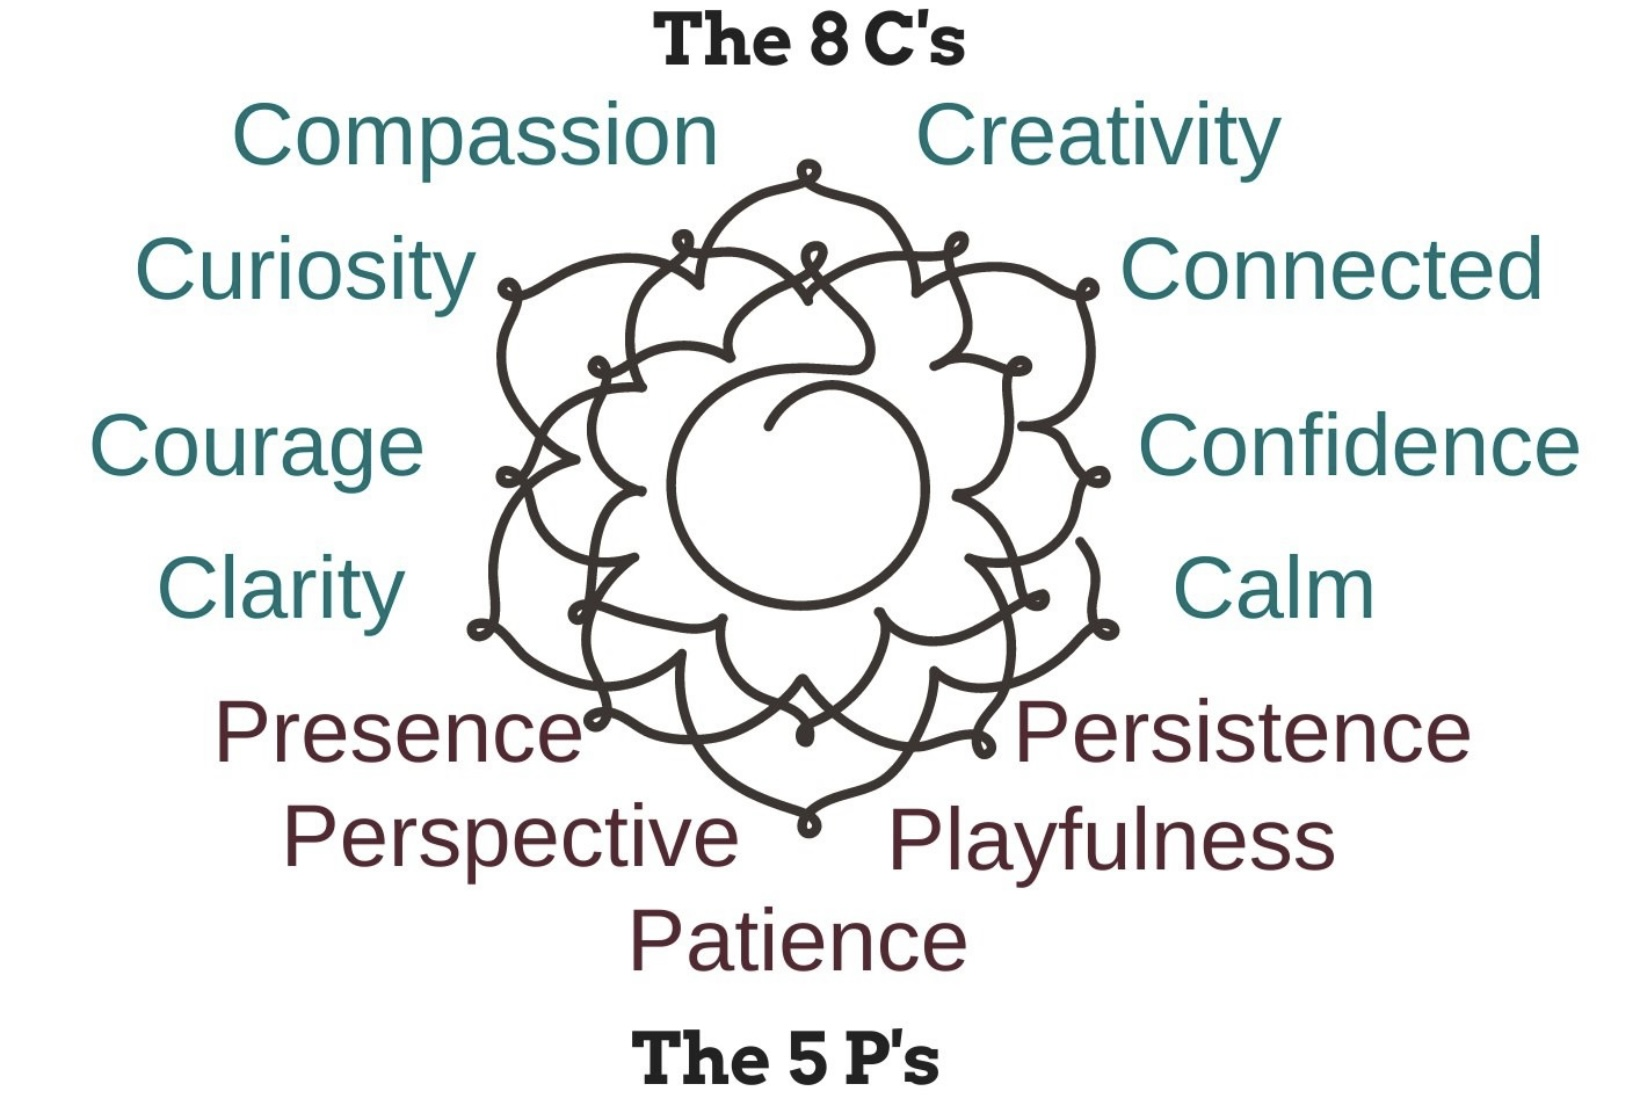 The 8 C's
Compassion
Creativity
Curiosity
Connected
Courage
Confidence
Clarity
Calm
Presence
Persistence
Perspective
Playfulness
Patience
The 5 P's